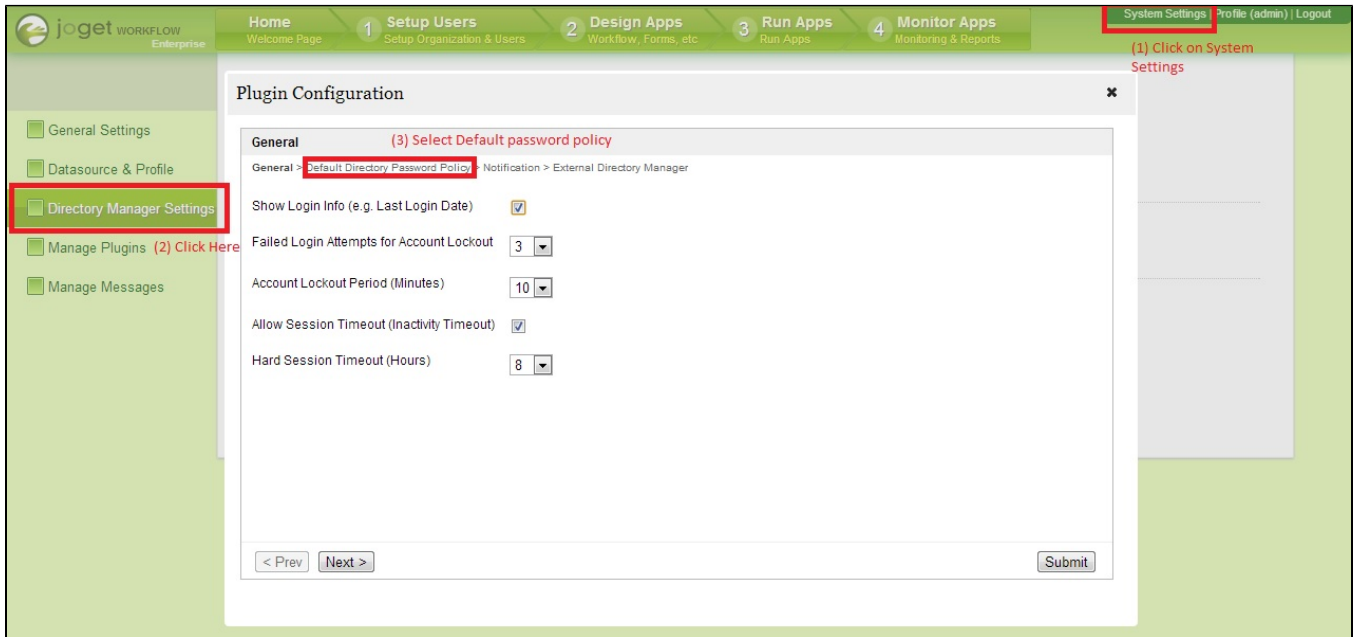 joget WORKFLOW
Enterprise
Home
Welcome Page
1 Setup Users
Setup Organization & Users
2 Design Apps
Workflow, Forms, etc
3 Run Apps
Run Apps
4 Monitor Apps
Monitoring & Reports
System Settings | Profile (admin) | Logout
(1) Click on System
Settings
Plugin Configuration
General Settings
Datasource & Profile
Directory Manager Settings
Manage Plugins (2) Click Here
Manage Messages
General (3) Select Default password policy
General > Default Directory Password Policy > Notification > External Directory Manager
Show Login Info (e.g. Last Login Date)
Failed Login Attempts for Account Lockout 3
Account Lockout Period (Minutes) 10
Allow Session Timeout (Inactivity Timeout)
Hard Session Timeout (Hours) 8
< Prev Next > Submit